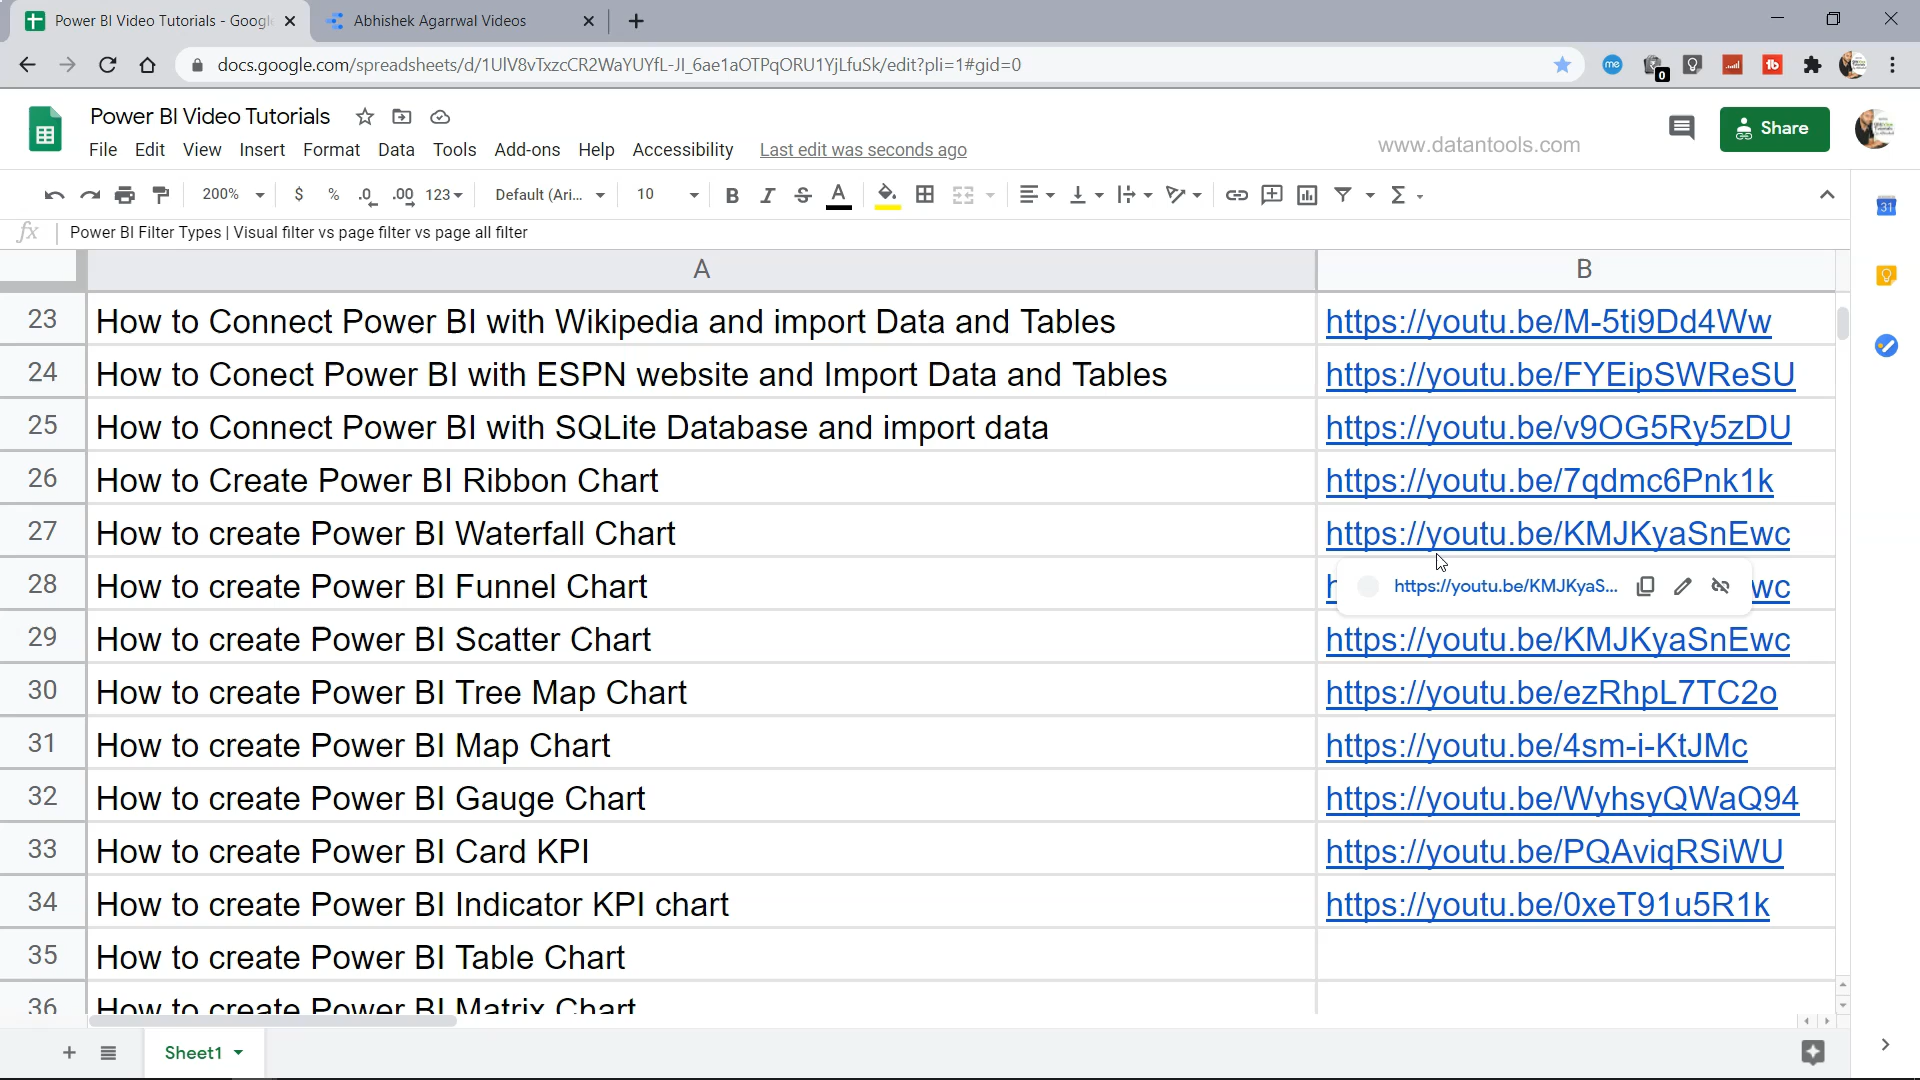 Power BI Video Tutorials - Google
Abhishek Agarrwal Videos
docs.google.com/spreadsheets/d/1UlV8vTxzcCR2WaYUYfL-JI_6ae1aOTPqORU1YjLfuSk/edit?pli=1#gid=0
me
0
tb
Power BI Video Tutorials
File Edit View Insert Format Data Tools Add-ons Help Accessibility Last edit was seconds ago
www.datantools.com
Share
200% $ % .0 .00 123 Default (Ari... 10 B I S A
31
fx Power BI Filter Types | Visual filter vs page filter vs page all filter
A B
23 How to Connect Power BI with Wikipedia and import Data and Tables https://youtu.be/M-5ti9Dd4Ww
24 How to Conect Power BI with ESPN website and Import Data and Tables https://youtu.be/FYEipSWReSU
25 How to Connect Power BI with SQLite Database and import data https://youtu.be/v9OG5Ry5zDU
26 How to Create Power BI Ribbon Chart https://youtu.be/7qdmc6Pnk1k
27 How to create Power BI Waterfall Chart https://youtu.be/KMJKyaSnEwc
28 How to create Power BI Funnel Chart https://youtu.be/KMJKyaS... wc
29 How to create Power BI Scatter Chart https://youtu.be/KMJKyaSnEwc
30 How to create Power BI Tree Map Chart https://youtu.be/ezRhpL7TC2o
31 How to create Power BI Map Chart https://youtu.be/4sm-i-KtJMc
32 How to create Power BI Gauge Chart https://youtu.be/WyhsyQWaQ94
33 How to create Power BI Card KPI https://youtu.be/PQAviqRSiWU
34 How to create Power BI Indicator KPI chart https://youtu.be/0xeT91u5R1k
35 How to create Power BI Table Chart
36 How to create Power BI Matrix Chart
Sheet1